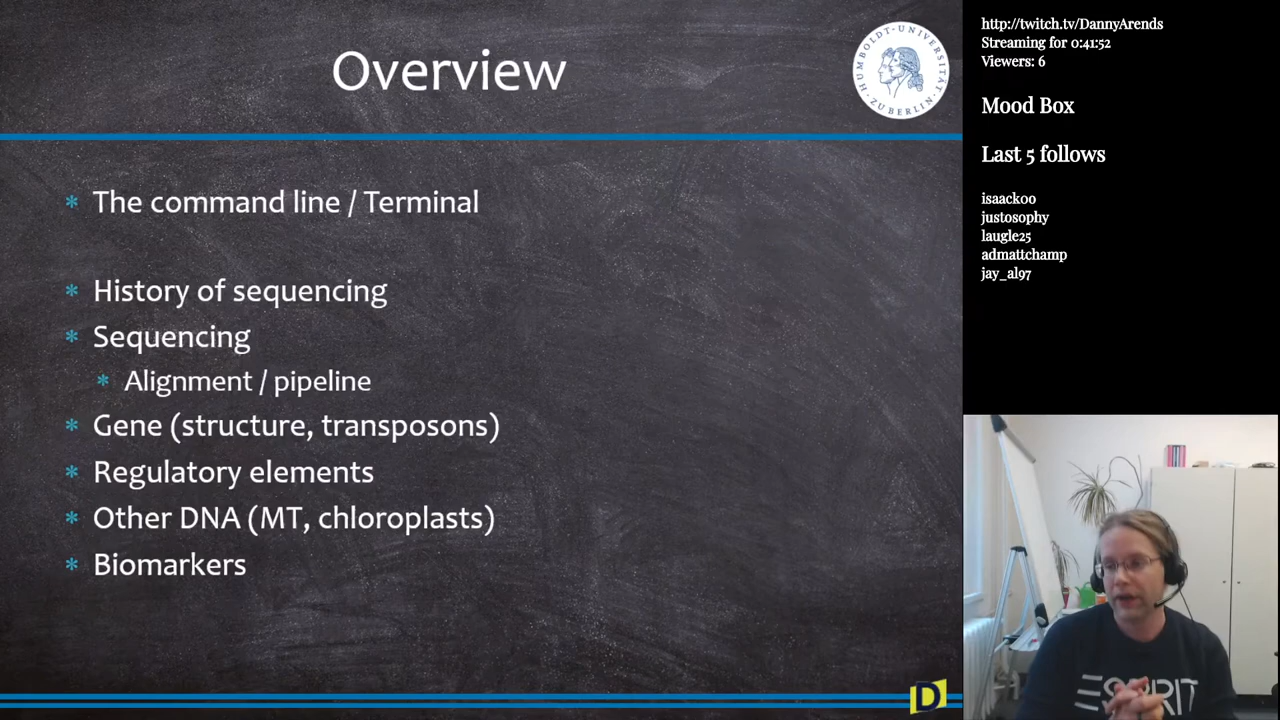 Overview
HUMBOLDT-UNIVERSITÄT ZU BERLIN
The command line / Terminal
History of sequencing
Sequencing
Alignment / pipeline
Gene (structure, transposons)
Regulatory elements
Other DNA (MT, chloroplasts)
Biomarkers
D
http://twitch.tv/DannyArends
Streaming for 0:41:52
Viewers: 6
Mood Box
Last 5 follows
isaackoo
justosophy
laugle25
admattchamp
jay_al97
ESPRIT